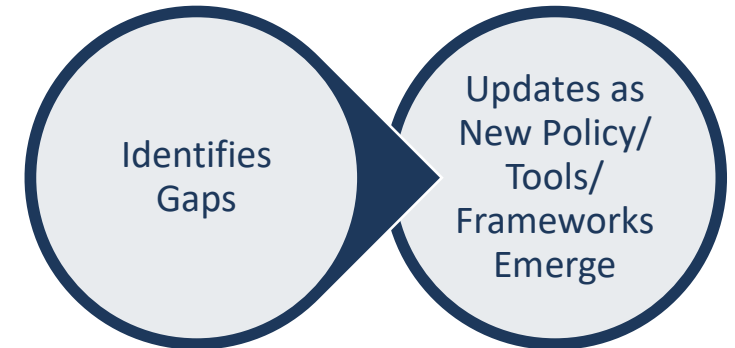 Identifies
Gaps
Updates as
New Policy/
Tools/
Frameworks
Emerge